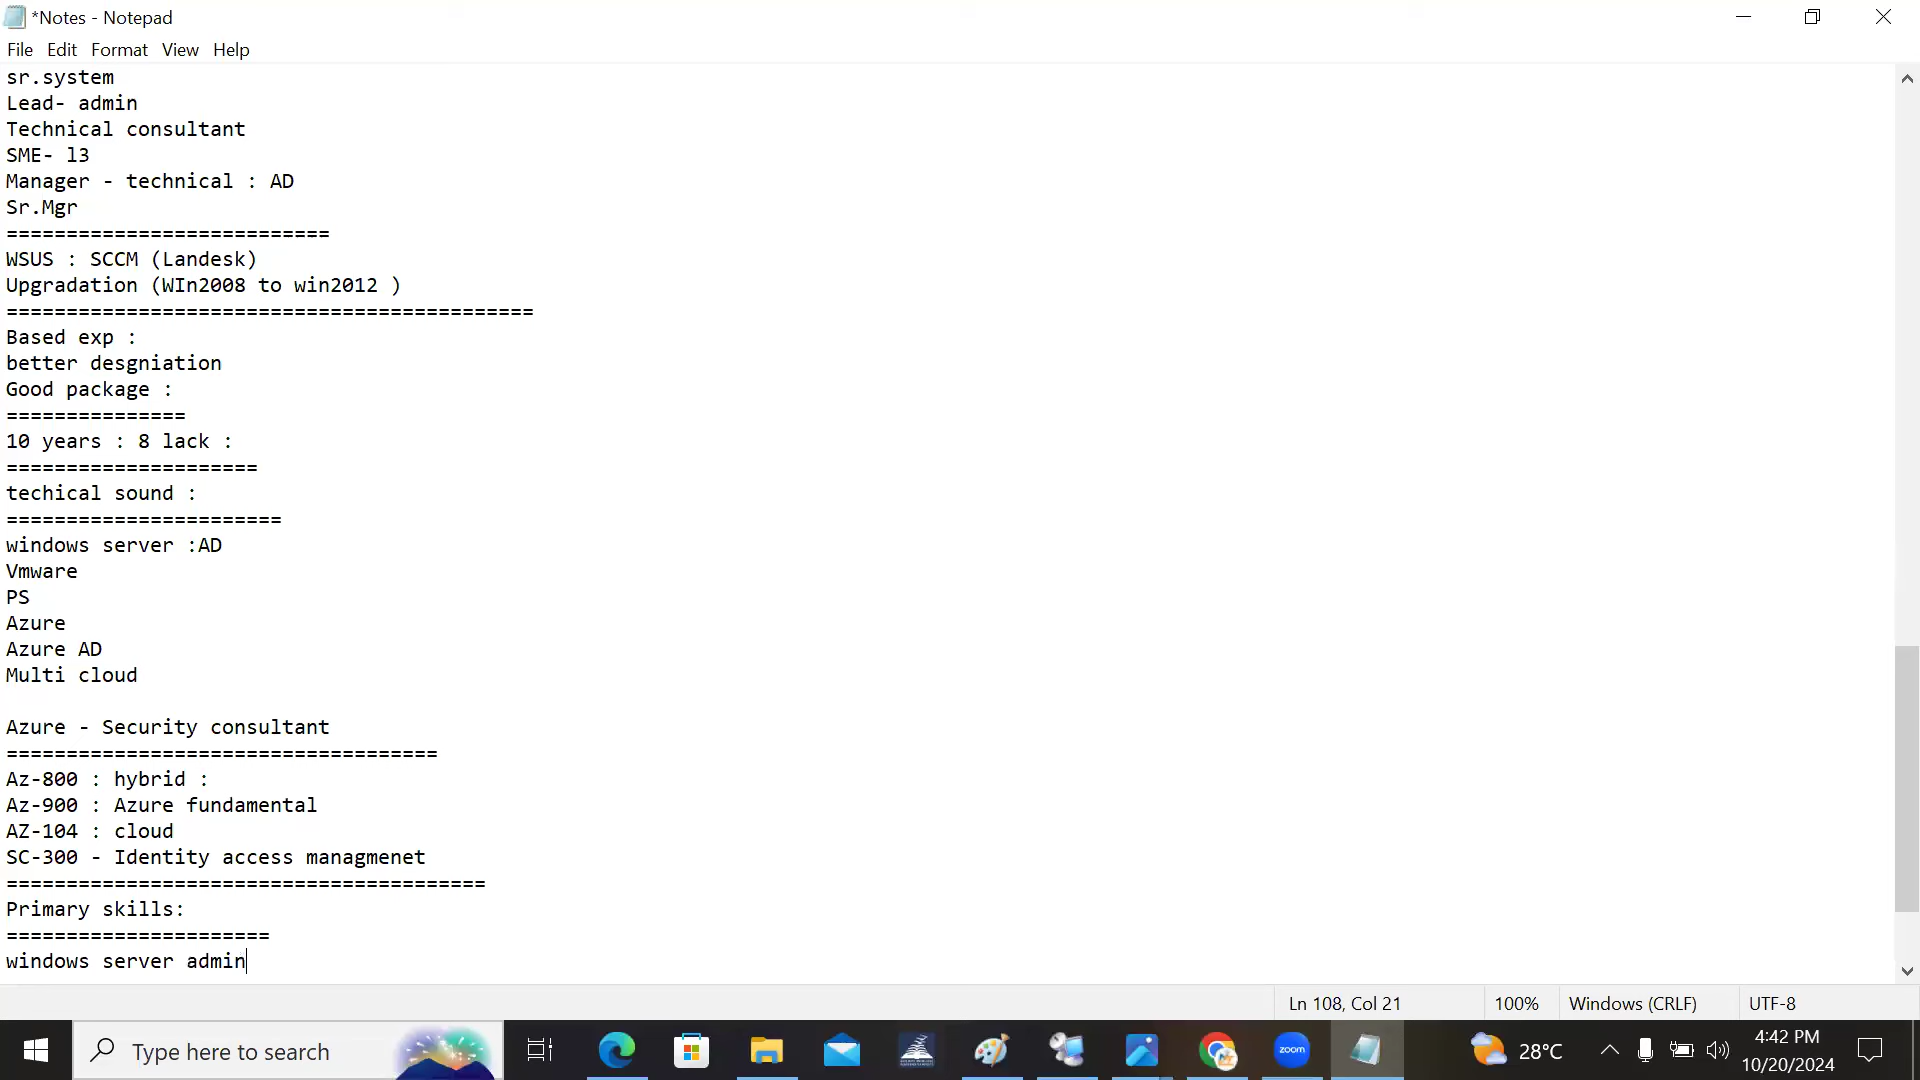 *Notes - Notepad
File Edit Format View Help
sr.system
Lead- admin
Technical consultant
SME- l3
Manager - technical : AD
Sr.Mgr
===========================
WSUS : SCCM (Landesk)
Upgradation (WIn2008 to win2012 )
============================================
Based exp :
better desgniation
Good package :
===============
10 years : 8 lack :
=====================
techical sound :
=======================
windows server :AD
Vmware
PS
Azure
Azure AD
Multi cloud
Azure - Security consultant
====================================
Az-800 : hybrid :
Az-900 : Azure fundamental
AZ-104 : cloud
SC-300 - Identity access managmenet
========================================
Primary skills:
======================
windows server admin
Ln 108, Col 21 100% Windows (CRLF) UTF-8
Type here to search zoom 28°C 4:42 PM
10/20/2024